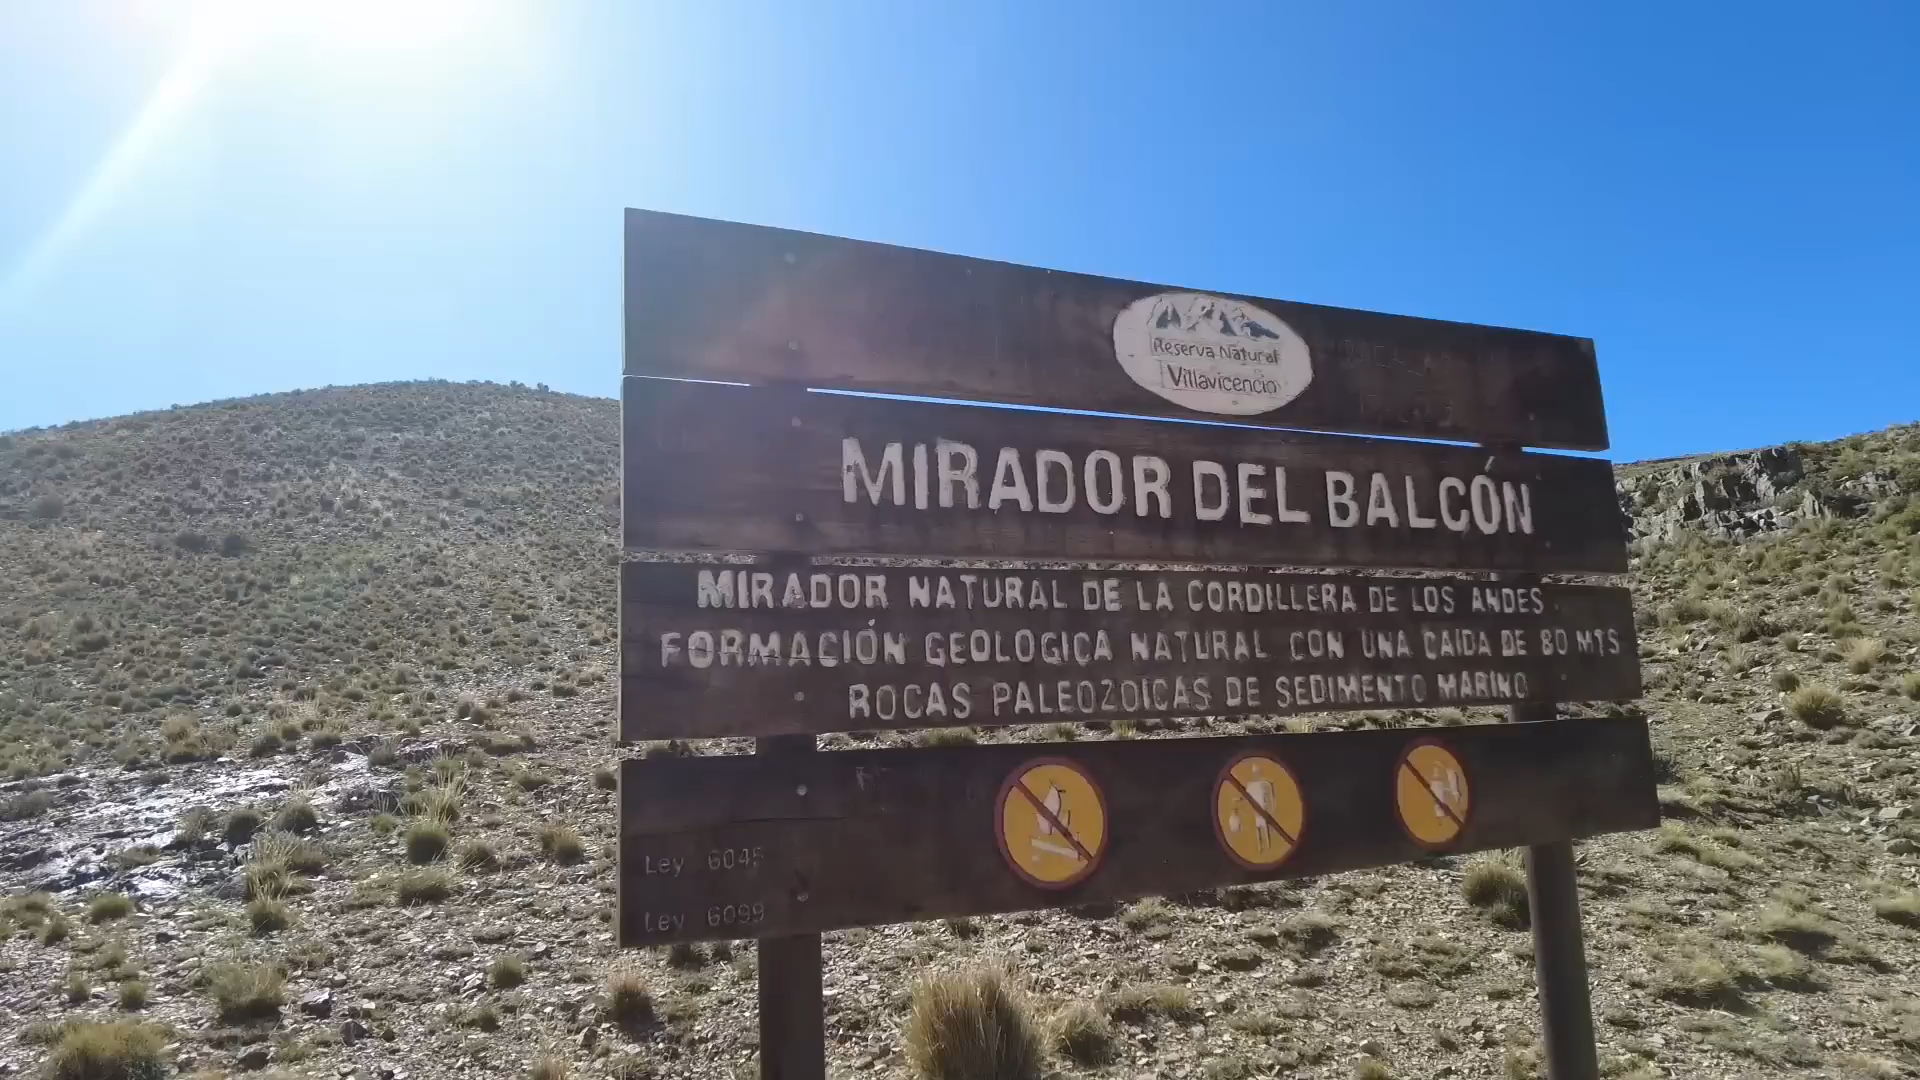 Reserva Natural
Villavicencio
MIRADOR DEL BALCÓN
MIRADOR NATURAL DE LA CORDILLERA DE LOS ANDES.
FORMACIÓN GEOLOGICA NATURAL CON UNA CAÍDA DE 80 MTS
ROCAS PALEOZOICAS DE SEDIMENTO MARINO
Ley 6045
Ley 6099